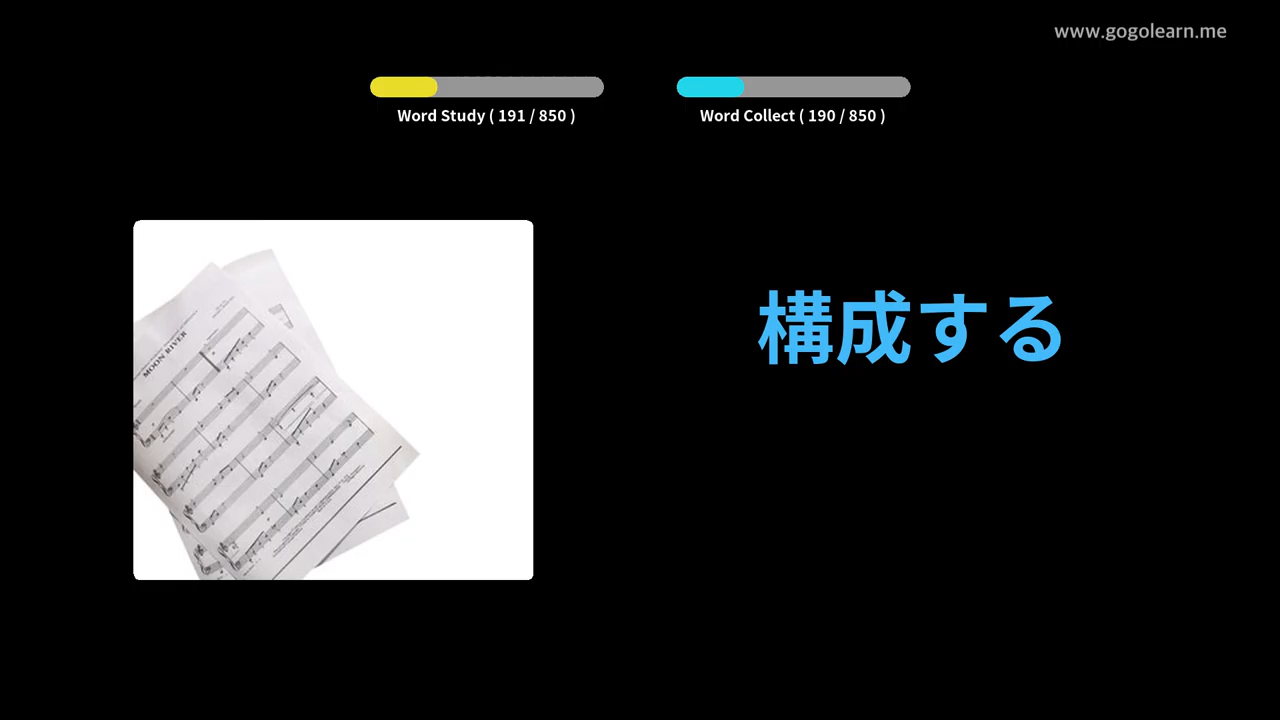 www.gogolearn.me
Word Study ( 191 / 850 )
Word Collect ( 190 / 850 )
MOON RIVER
構成する